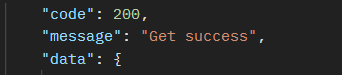 "code": 200,
"message": "Get success",
"data": {